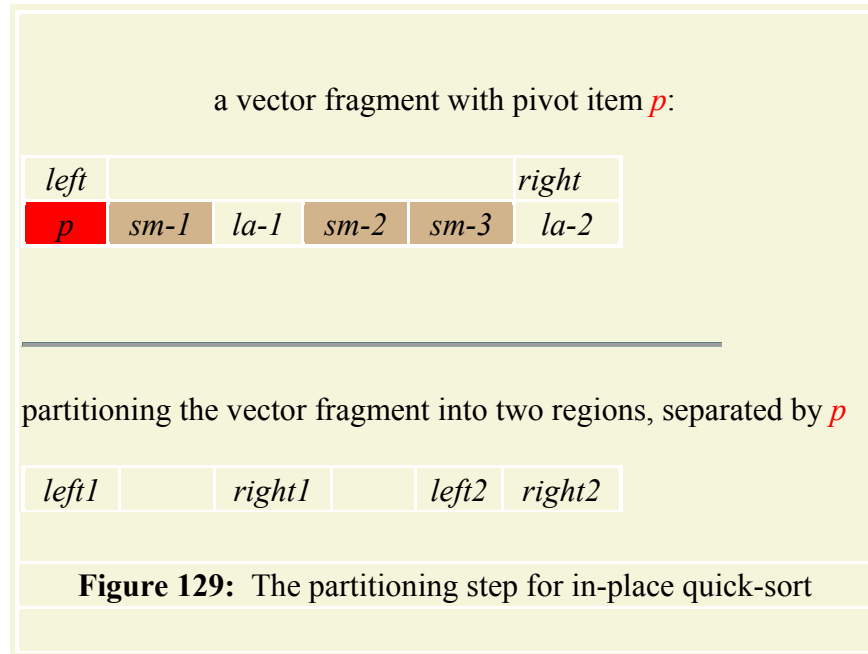 a vector fragment with pivot item p:
left right
p sm-1 la-1 sm-2 sm-3 la-2
partitioning the vector fragment into two regions, separated by p
left1 right1 left2 right2
Figure 129: The partitioning step for in-place quick-sort